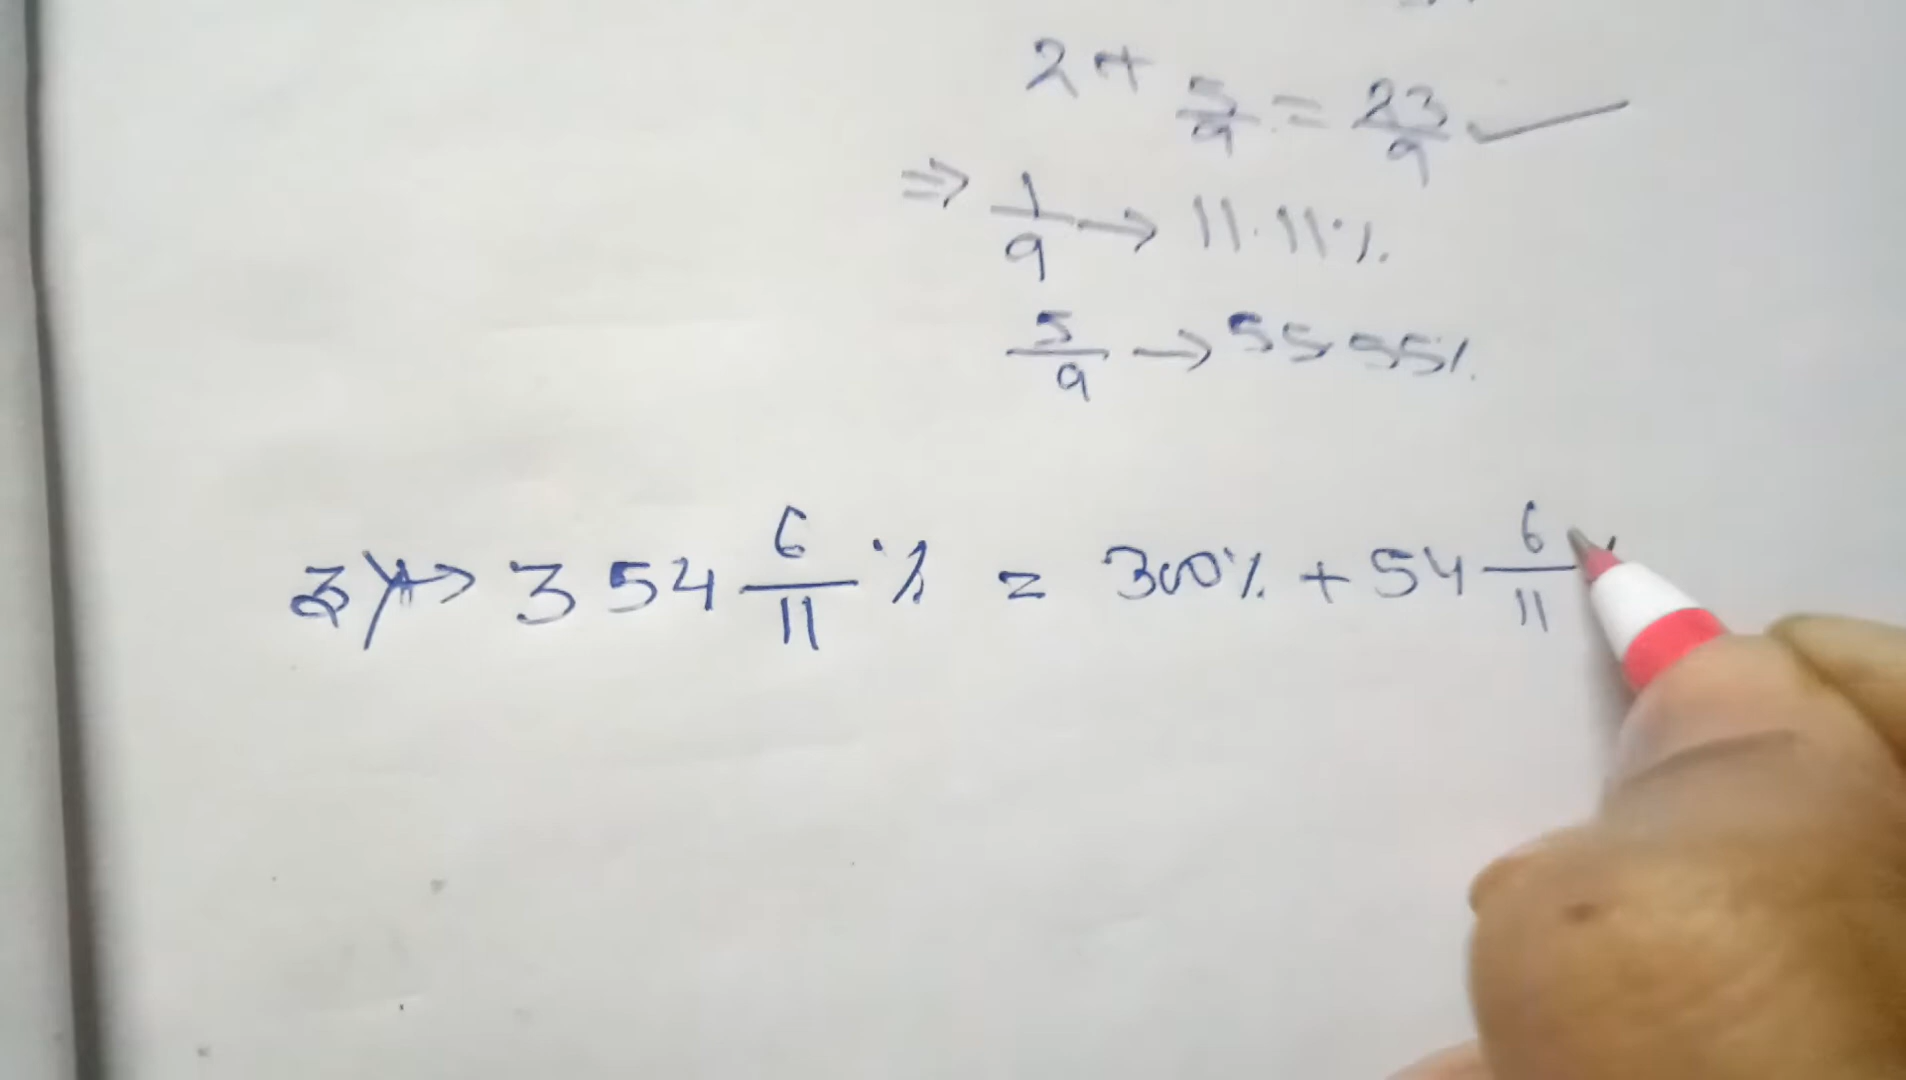 2 + 5/9 = 23/9
⇒ 1/9 → 11.11%
5/9 → 55 55%
3) → 354 6/11 % = 300% + 54 6/11